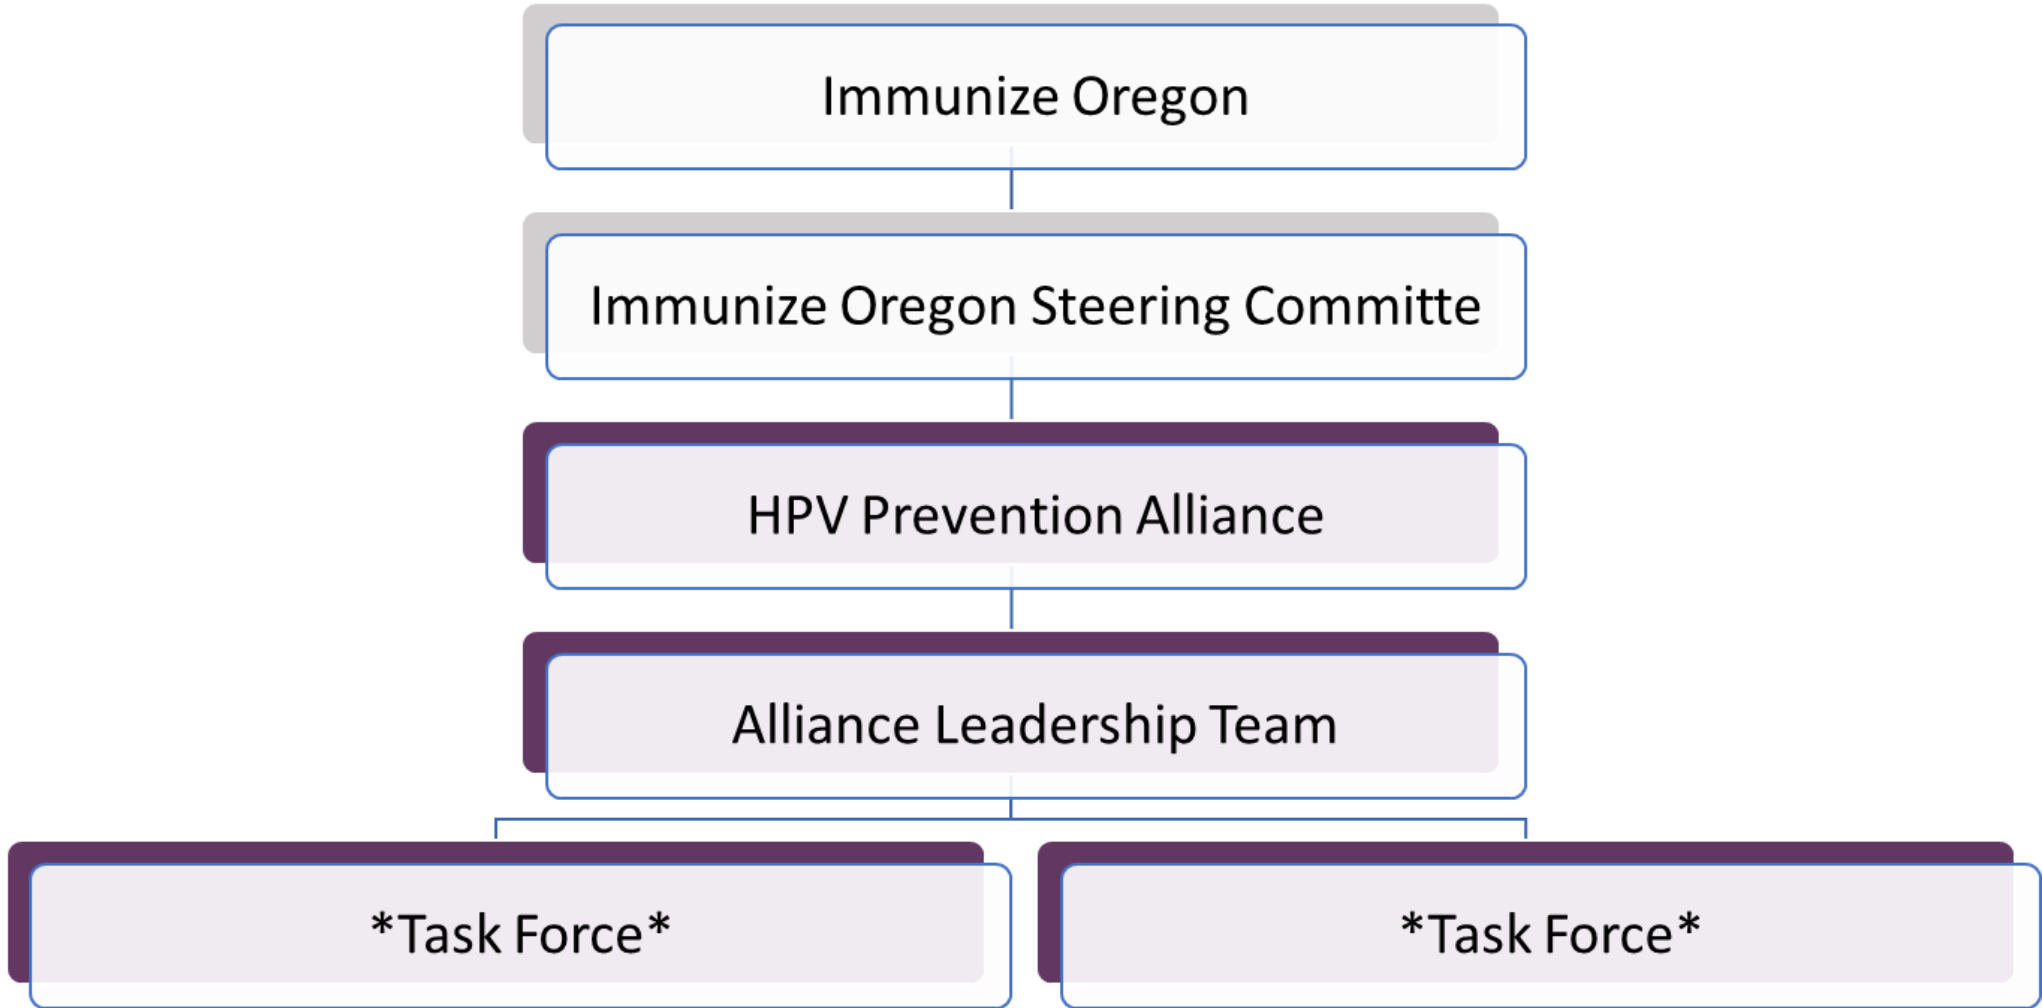 Immunize Oregon
Immunize Oregon Steering Committe
HPV Prevention Alliance
Alliance Leadership Team
*Task Force*
*Task Force*